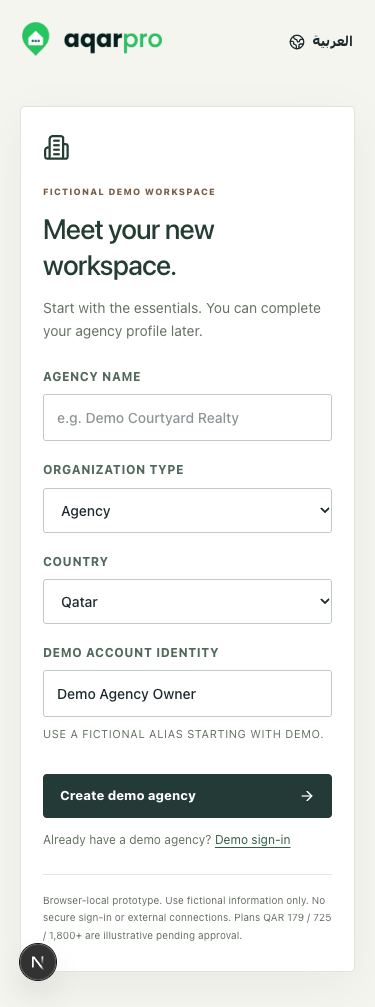 aqarpro
العربية
FICTIONAL DEMO WORKSPACE
Meet your new
workspace.
Start with the essentials. You can complete
your agency profile later.
AGENCY NAME
e.g. Demo Courtyard Realty
ORGANIZATION TYPE
Agency
COUNTRY
Qatar
DEMO ACCOUNT IDENTITY
Demo Agency Owner
USE A FICTIONAL ALIAS STARTING WITH DEMO.
Create demo agency
Already have a demo agency? Demo sign-in
Browser-local prototype. Use fictional information only. No
secure sign-in or external connections. Plans QAR 179 / 725
/ 1,800+ are illustrative pending approval.
N